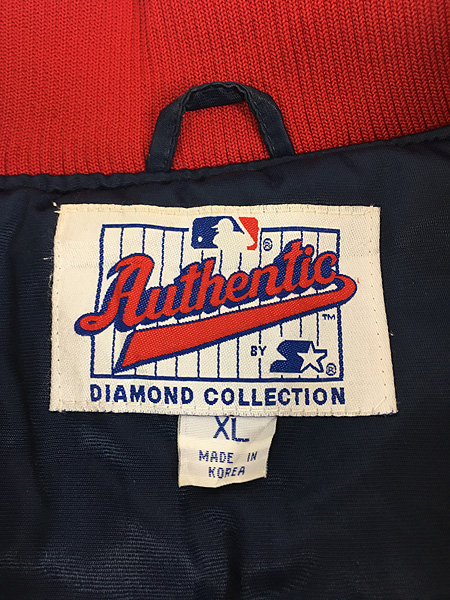 ®
Authentic
™
BY
®
DIAMOND COLLECTION
XL
MADE IN
KOREA